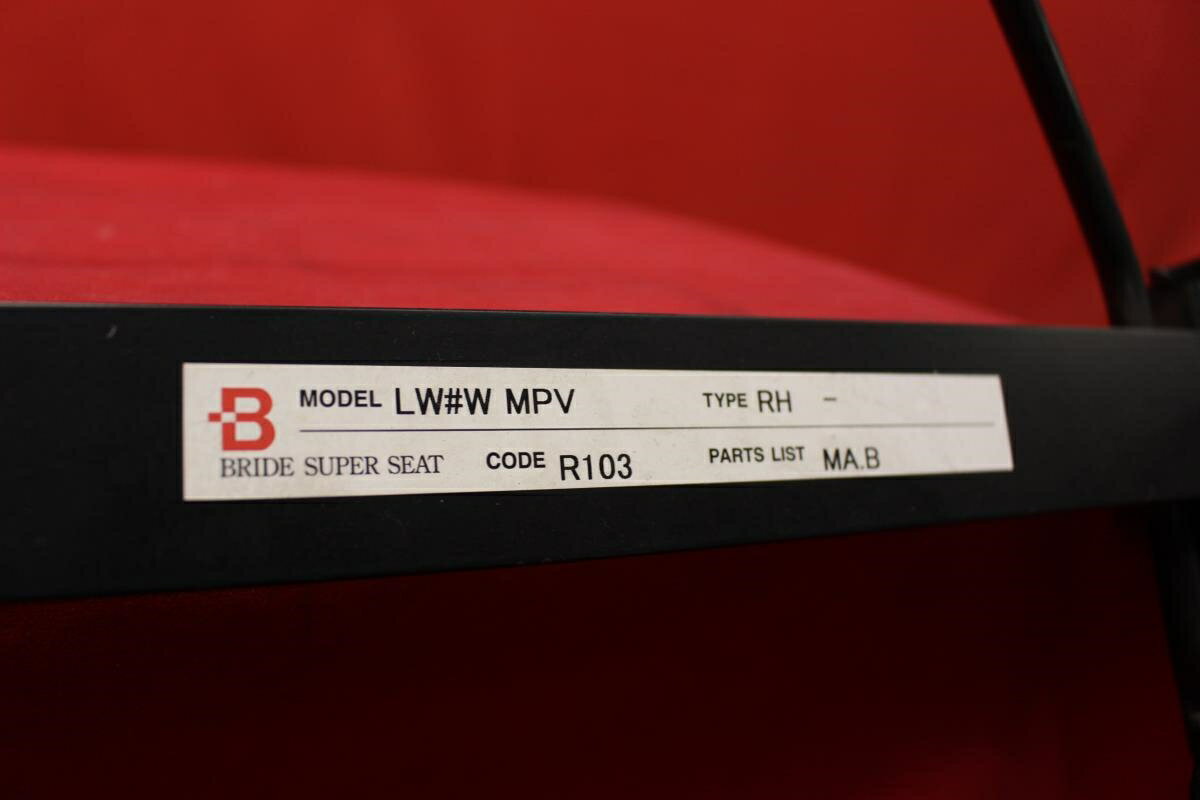 B MODEL LW#W MPV TYPE RH -
BRIDE SUPER SEAT CODE R103 PARTS LIST MA.B